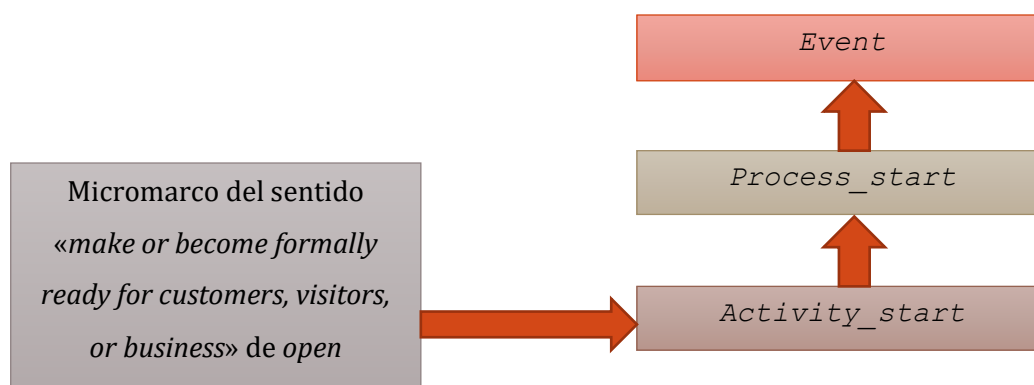 Event
Process_start
Micromarco del sentido
«make or become formally
ready for customers, visitors,
or business» de open
Activity_start